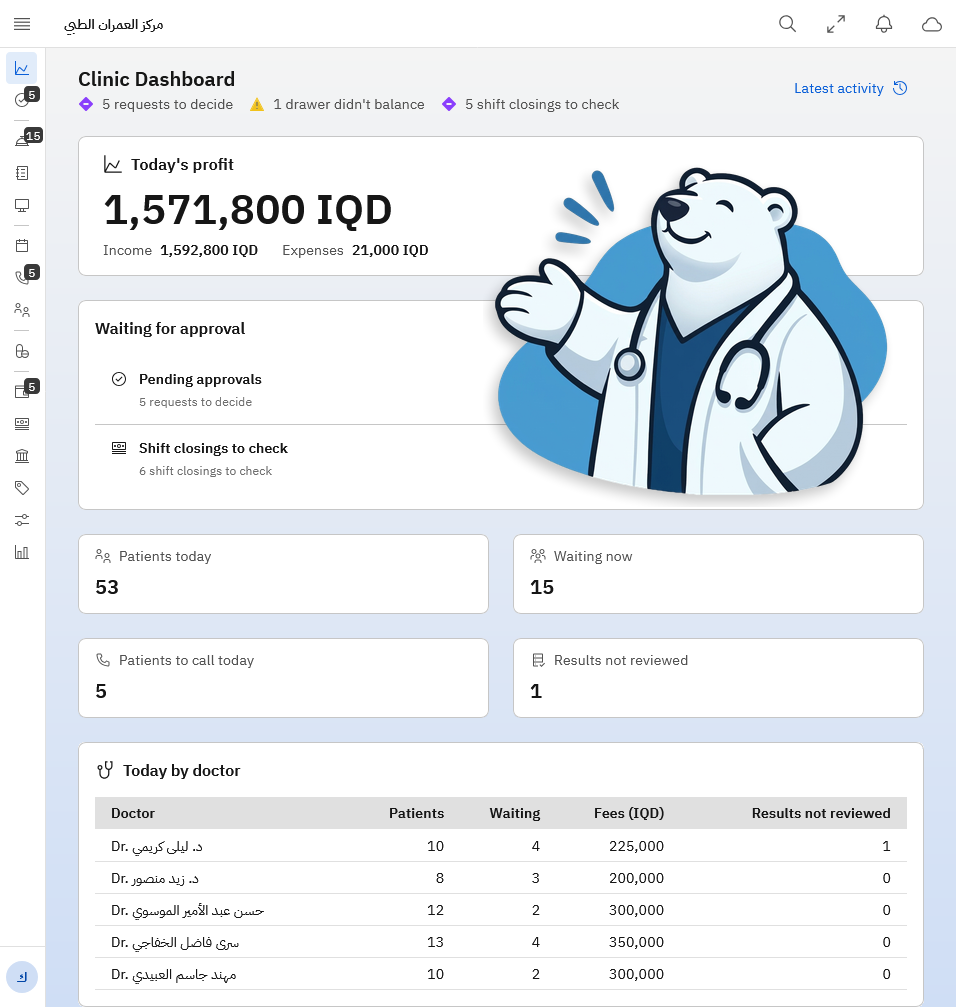 مركز العمران الطبي
Clinic Dashboard
5 requests to decide
1 drawer didn't balance
5 shift closings to check
Latest activity
5
15
5
5
Today's profit
1,571,800 IQD
Income 1,592,800 IQD Expenses 21,000 IQD
Waiting for approval
Pending approvals
5 requests to decide
Shift closings to check
6 shift closings to check
Patients today
53
Waiting now
15
Patients to call today
5
Results not reviewed
1
Today by doctor
Doctor Patients Waiting Fees (IQD) Results not reviewed
Dr. د. ليلى كريمي 10 4 225,000 1
Dr. د. زيد منصور 8 3 200,000 0
Dr. حسن عبد الأمير الموسوي 12 2 300,000 0
Dr. سرى فاضل الخفاجي 13 4 350,000 0
Dr. مهند جاسم العبيدي 10 2 300,000 0
ك